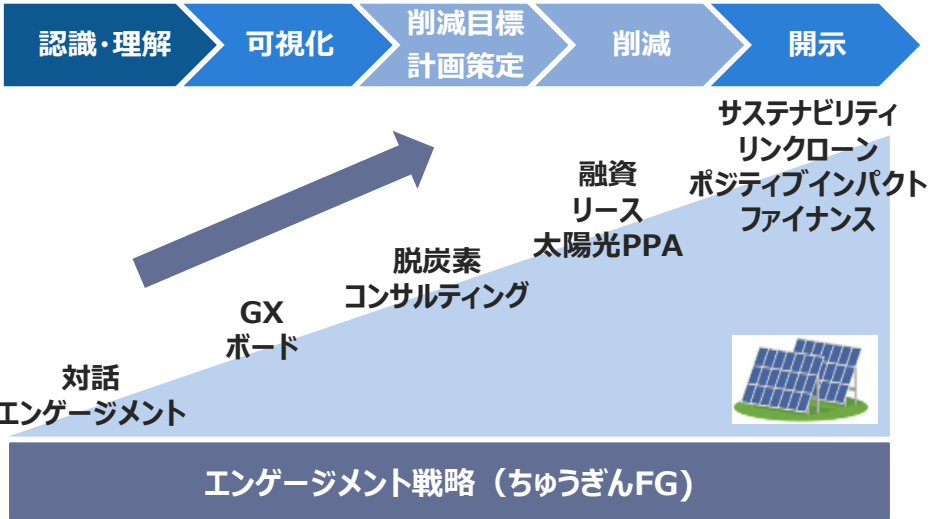 認識・理解
可視化
削減目標
計画策定
削減
開示
サステナビリティ
リンクローン
ポジティブインパクト
ファイナンス
融資
リース
太陽光PPA
脱炭素
コンサルティング
GX
ボード
対話
エンゲージメント
エンゲージメント戦略（ちゅうぎんFG)